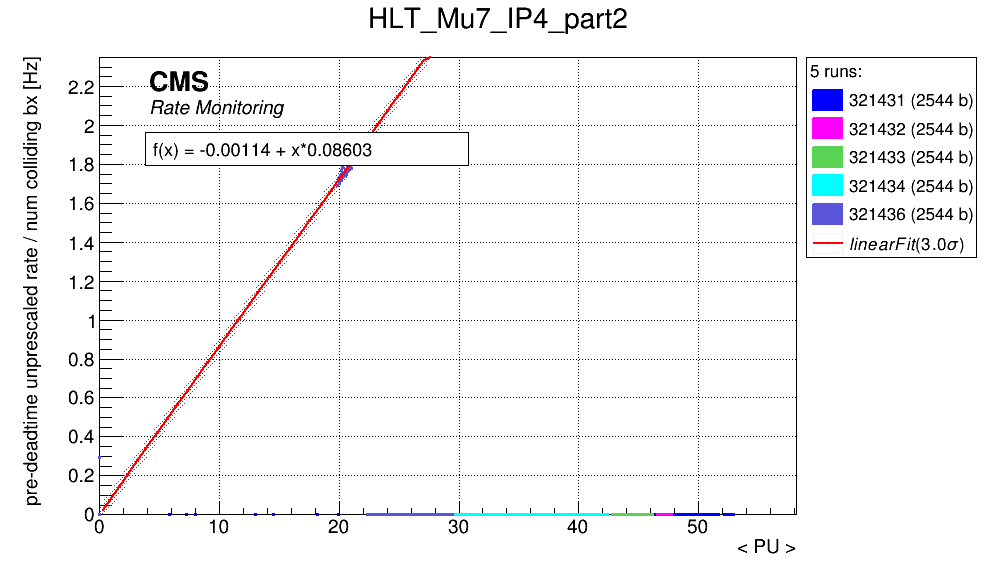 HLT_Mu7_IP4_part2
pre-deadtime unprescaled rate / num colliding bx [Hz]
CMS
Rate Monitoring
f(x) = -0.00114 + x*0.08603
2.2
2
1.8
1.6
1.4
1.2
1
0.8
0.6
0.4
0.2
0
0 10 20 30 40 50
< PU >
5 runs:
321431 (2544 b)
321432 (2544 b)
321433 (2544 b)
321434 (2544 b)
321436 (2544 b)
linearFit(3.0σ)